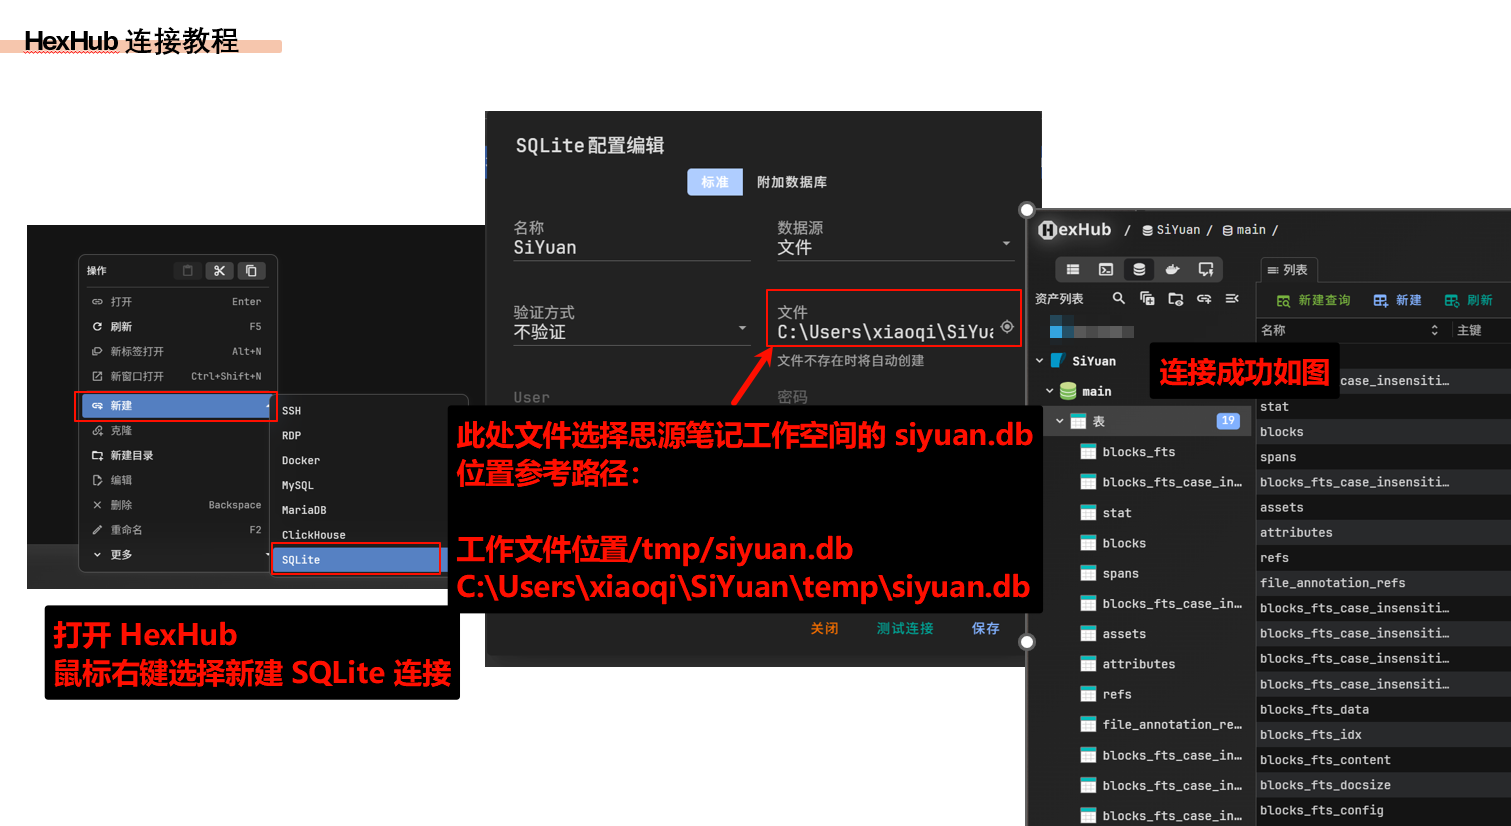 HexHub 连接教程
操作
打开 Enter
刷新 F5
新标签打开 Alt+N
新窗口打开 Ctrl+Shift+N
新建
克隆
新建目录
编辑
删除 Backspace
重命名 F2
更多
SSH
RDP
Docker
MySQL
MariaDB
ClickHouse
SQLite
打开 HexHub
鼠标右键选择新建 SQLite 连接
SQLite配置编辑
标准 附加数据库
名称
SiYuan
数据源
文件
验证方式
不验证
文件
C:\Users\xiaoqi\SiYua
文件不存在时将自动创建
User
密码
此处文件选择思源笔记工作空间的 siyuan.db
位置参考路径：
工作文件位置/tmp/siyuan.db
C:\Users\xiaoqi\SiYuan\temp\siyuan.db
关闭 测试连接 保存
HexHub / SiYuan / main /
资产列表
SiYuan
main
表 19
blocks_fts
blocks_fts_case_in…
stat
blocks
spans
blocks_fts_case_in…
assets
attributes
refs
file_annotation_re…
blocks_fts_case_in…
blocks_fts_case_in…
blocks_fts_case_in…
列表
新建查询 新建 刷新
名称 主键
连接成功如图
case_insensiti…
stat
blocks
spans
blocks_fts_case_insensiti…
assets
attributes
refs
file_annotation_refs
blocks_fts_case_insensiti…
blocks_fts_case_insensiti…
blocks_fts_case_insensiti…
blocks_fts_case_insensiti…
blocks_fts_data
blocks_fts_idx
blocks_fts_content
blocks_fts_docsize
blocks_fts_config